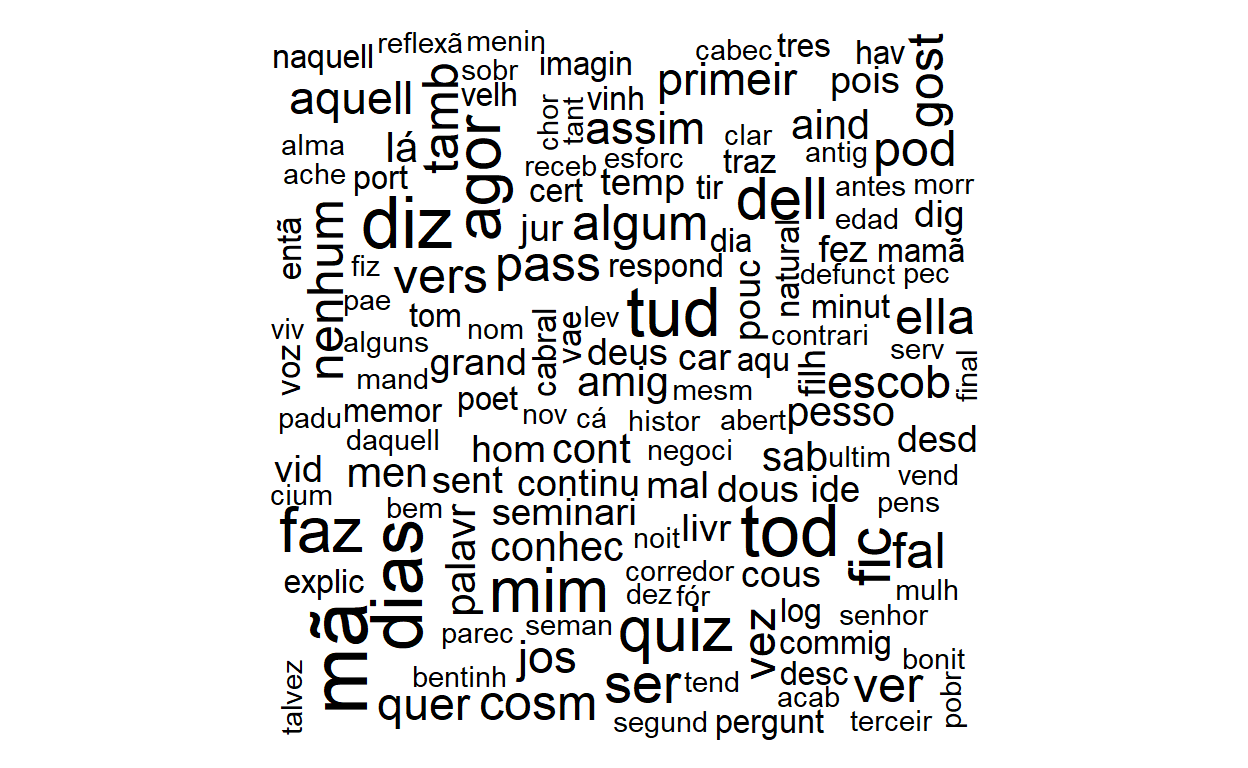 naquell reflexã menin cabec tres hav gost
sobr imagin primeir pois
aquell tamb velh chor tant vinh assim clar aind
alma lá agor receb esforc traz antig pod
ache port cert temp tir dell antes morr
entã nenhum diz jur algum dia natural edad dig
fiz vers pass respond pouc fez mamã
pae defunct pec
viv tom nom cabral vae lev tud minut ella
voz alguns grand deus car aqu contrari filh serv final
mand amig mesm escob
padu memor poet nov cá histor abert pesso
daquell hom cont negoci sab ultim desd
vid men sent continu mal dous ide vend
cium bem pens
faz dias palavr seminari noit livr tod fic fal
conhec
explic mim corredor cous mulh
mã dez fór
parec seman quiz vez log senhor
jos commig
talvez bentinh ser tend desc ver bonit pobr
quer cosm acab
segund pergunt terceir